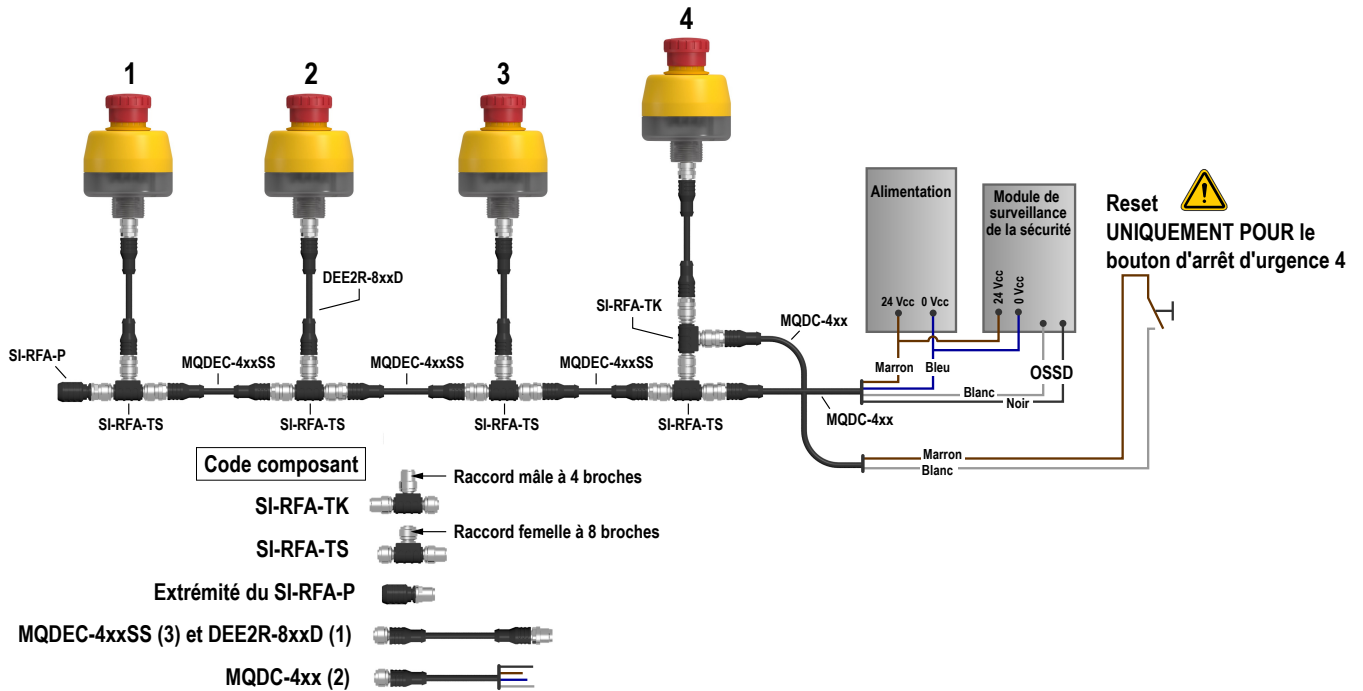 1
2
3
4
DEE2R-8xxD
SI-RFA-TK
SI-RFA-P
MQDEC-4xxSS
MQDEC-4xxSS
MQDEC-4xxSS
MQDC-4xx
MQDC-4xx
SI-RFA-TS
SI-RFA-TS
SI-RFA-TS
SI-RFA-TS
Alimentation
24 Vcc
0 Vcc
Module de
surveillance
de la sécurité
24 Vcc
0 Vcc
OSSD
Marron
Bleu
Blanc
Noir
Marron
Blanc
Reset
UNIQUEMENT POUR le
bouton d'arrêt d'urgence 4
Code composant
SI-RFA-TK
Raccord mâle à 4 broches
SI-RFA-TS
Raccord femelle à 8 broches
Extrémité du SI-RFA-P
MQDEC-4xxSS (3) et DEE2R-8xxD (1)
MQDC-4xx (2)